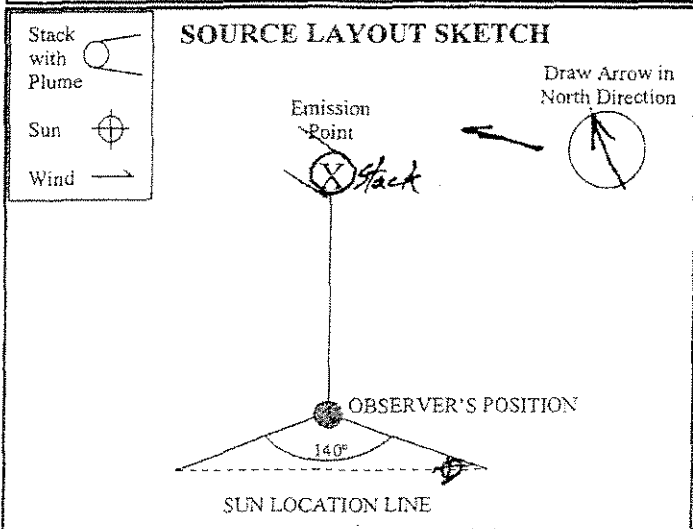 SOURCE LAYOUT SKETCH
Stack
with
Plume
Sun
Wind
Draw Arrow in
North Direction
Emission
Point
X Stack
OBSERVER'S POSITION
140°
SUN LOCATION LINE